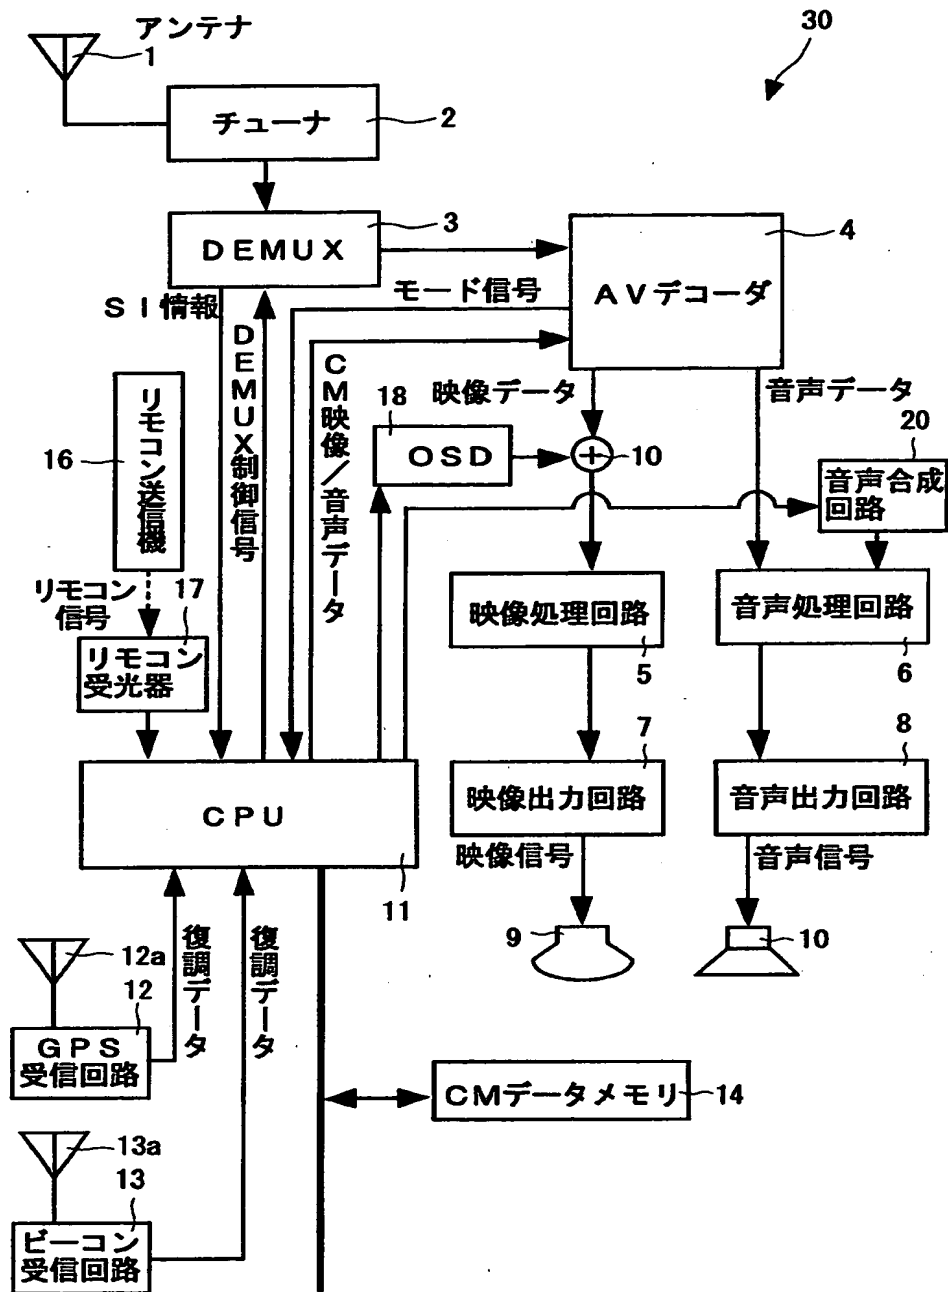 30
アンテナ
1
チューナ
2
DEMUX
3
AVデコーダ
4
SI情報
モード信号
DEMUX制御信号
CM映像/音声データ
映像データ
音声データ
リモコン送信機
16
18
OSD
10
20
音声合成
回路
リモコン
信号
17
リモコン
受光器
映像処理回路
5
音声処理回路
6
7
8
CPU
11
映像出力回路
音声出力回路
映像信号
音声信号
9
10
12a
12
GPS
受信回路
復調データ
復調データ
CMデータメモリ
14
13a
13
ビーコン
受信回路